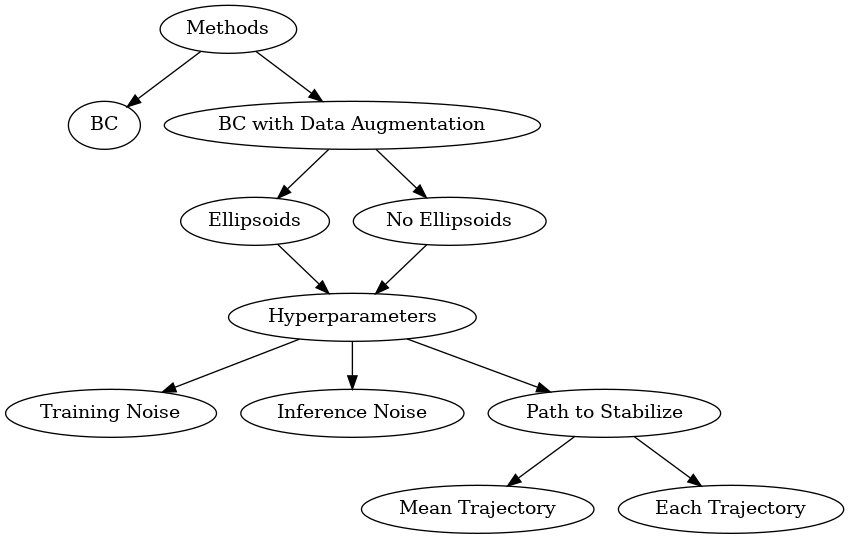 Methods
BC
BC with Data Augmentation
Ellipsoids
No Ellipsoids
Hyperparameters
Training Noise
Inference Noise
Path to Stabilize
Mean Trajectory
Each Trajectory